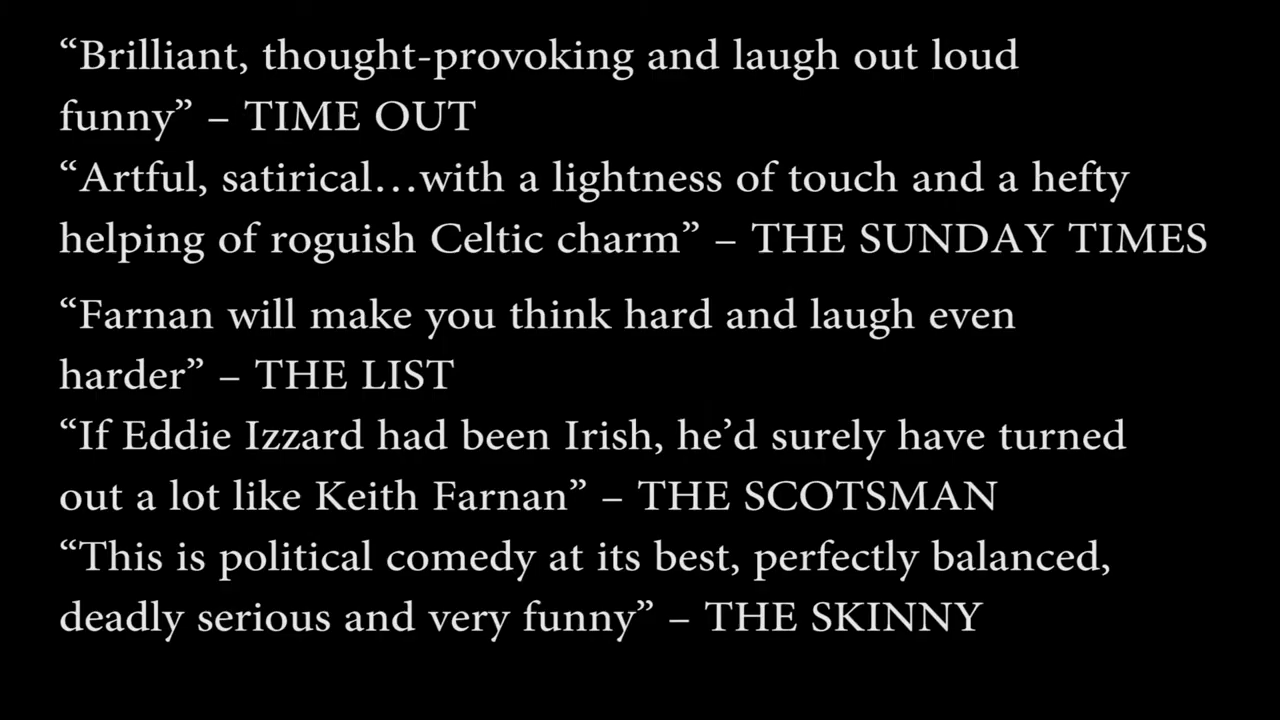 “Brilliant, thought-provoking and laugh out loud
funny” – TIME OUT
“Artful, satirical…with a lightness of touch and a hefty
helping of roguish Celtic charm” – THE SUNDAY TIMES
“Farnan will make you think hard and laugh even
harder” – THE LIST
“If Eddie Izzard had been Irish, he’d surely have turned
out a lot like Keith Farnan” – THE SCOTSMAN
“This is political comedy at its best, perfectly balanced,
deadly serious and very funny” – THE SKINNY